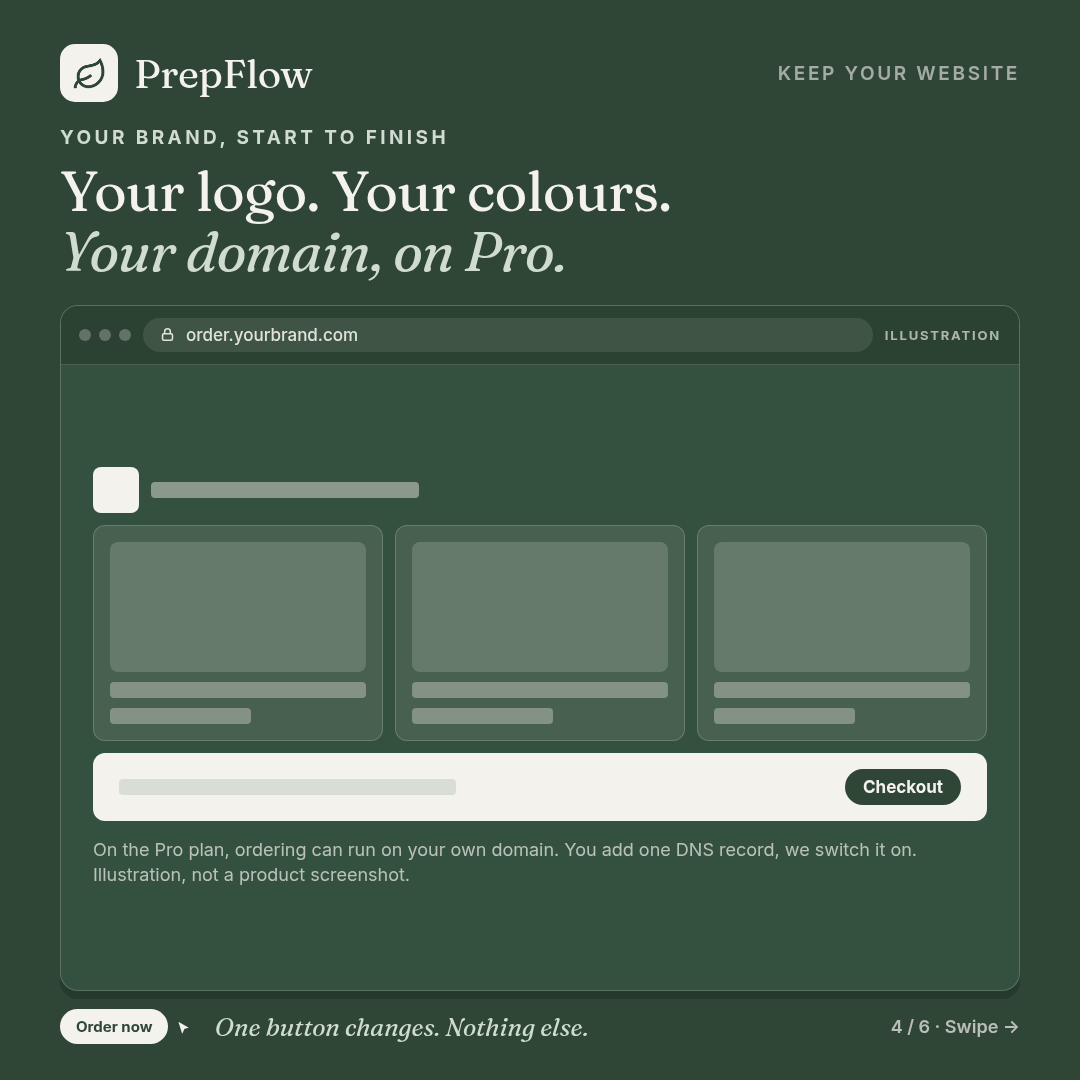 PrepFlow
KEEP YOUR WEBSITE
YOUR BRAND, START TO FINISH
Your logo. Your colours.
Your domain, on Pro.
order.yourbrand.com
ILLUSTRATION
Checkout
On the Pro plan, ordering can run on your own domain. You add one DNS record, we switch it on.
Illustration, not a product screenshot.
Order now
One button changes. Nothing else.
4 / 6 · Swipe →